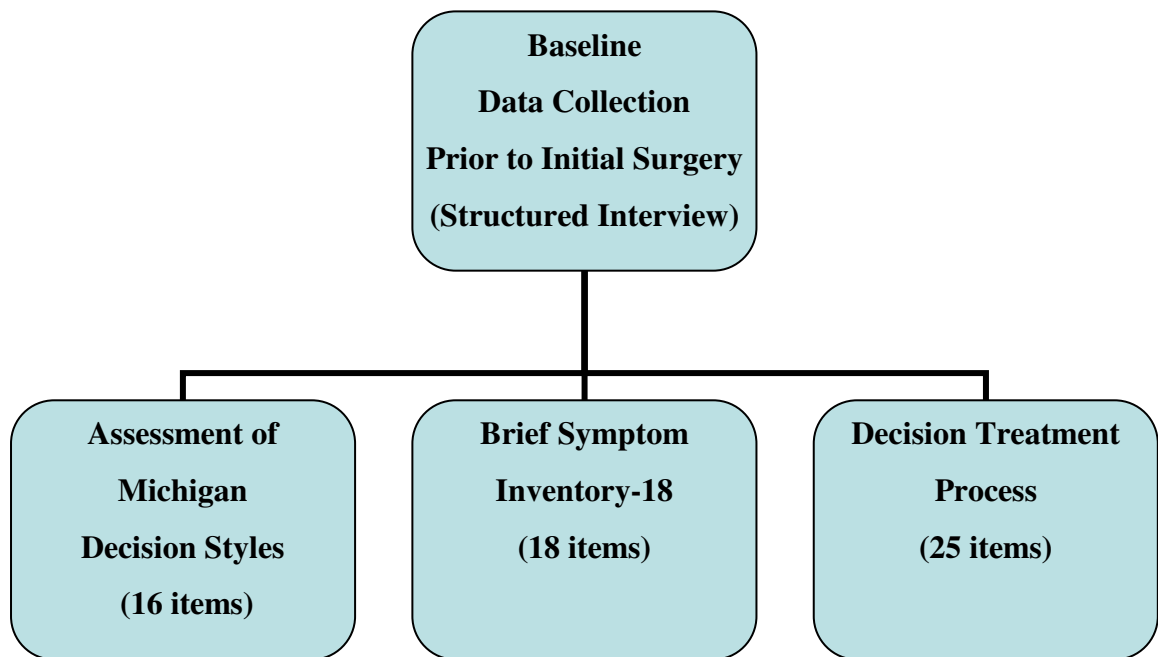 Baseline
Data Collection
Prior to Initial Surgery
(Structured Interview)
Assessment of
Michigan
Decision Styles
(16 items)
Brief Symptom
Inventory-18
(18 items)
Decision Treatment
Process
(25 items)